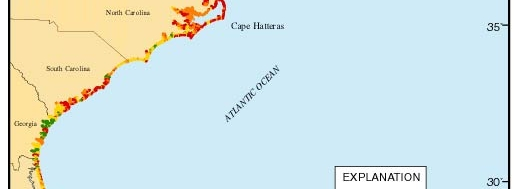 North Carolina
Cape Hatteras
35°
South Carolina
ATLANTIC OCEAN
Georgia
30°
EXPLANATION